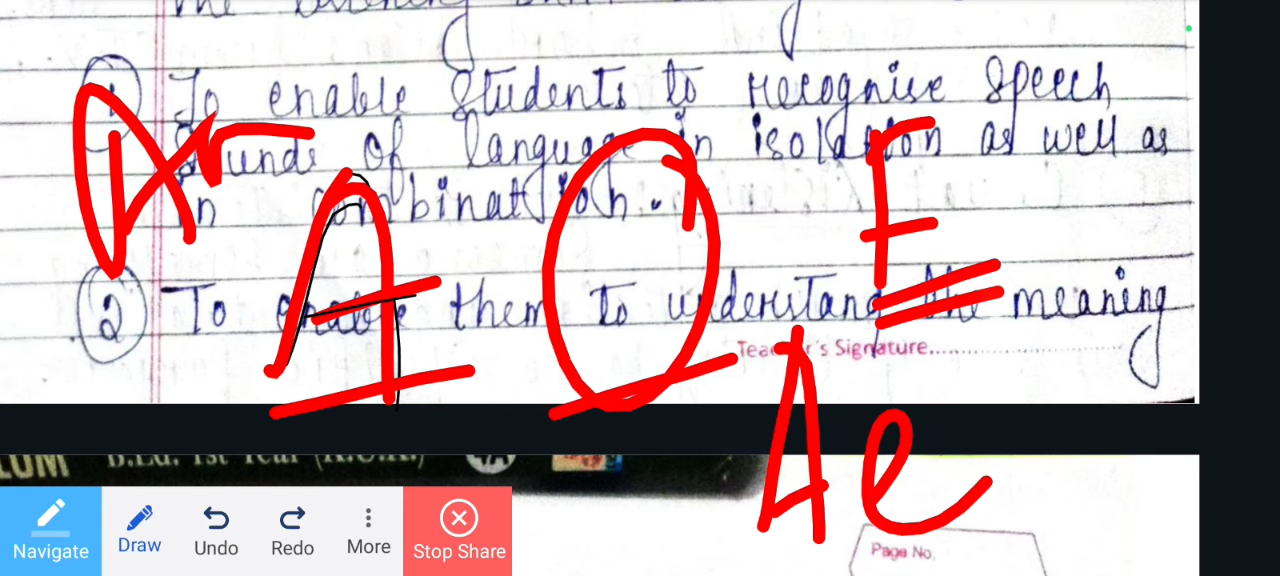 ① To enable students to recognise speech
sounds of language in isolation as well as
in combination.
② To enable them to understand the meaning
Teacher's Signature
A O F
Ae
B.Ed. 1st Year
Page No.
Navigate Draw Undo Redo More Stop Share